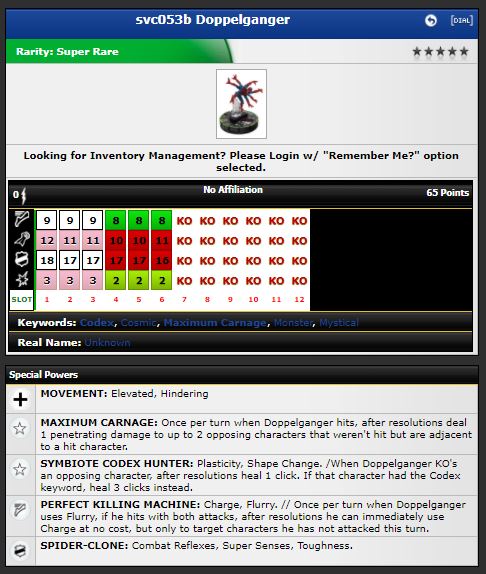 svc053b Doppelganger [DIAL]
Rarity: Super Rare
Looking for Inventory Management? Please Login w/ "Remember Me?" option
selected.
0 No Affiliation 65 Points
9 9 9 8 8 8 KO KO KO KO KO KO
12 11 11 10 10 11 KO KO KO KO KO KO
18 17 17 17 17 16 KO KO KO KO KO KO
3 3 3 2 2 2 KO KO KO KO KO KO
SLOT 1 2 3 4 5 6 7 8 9 10 11 12
Keywords: Codex, Cosmic, Maximum Carnage, Monster, Mystical
Real Name: Unknown
Special Powers
MOVEMENT: Elevated, Hindering
MAXIMUM CARNAGE: Once per turn when Doppelganger hits, after resolutions deal
1 penetrating damage to up to 2 opposing characters that weren't hit but are adjacent
to a hit character.
SYMBIOTE CODEX HUNTER: Plasticity, Shape Change. /When Doppelganger KO's
an opposing character, after resolutions heal 1 click. If that character had the Codex
keyword, heal 3 clicks instead.
PERFECT KILLING MACHINE: Charge, Flurry. // Once per turn when Doppelganger
uses Flurry, if he hits with both attacks, after resolutions he can immediately use
Charge at no cost, but only to target characters he has not attacked this turn.
SPIDER-CLONE: Combat Reflexes, Super Senses, Toughness.